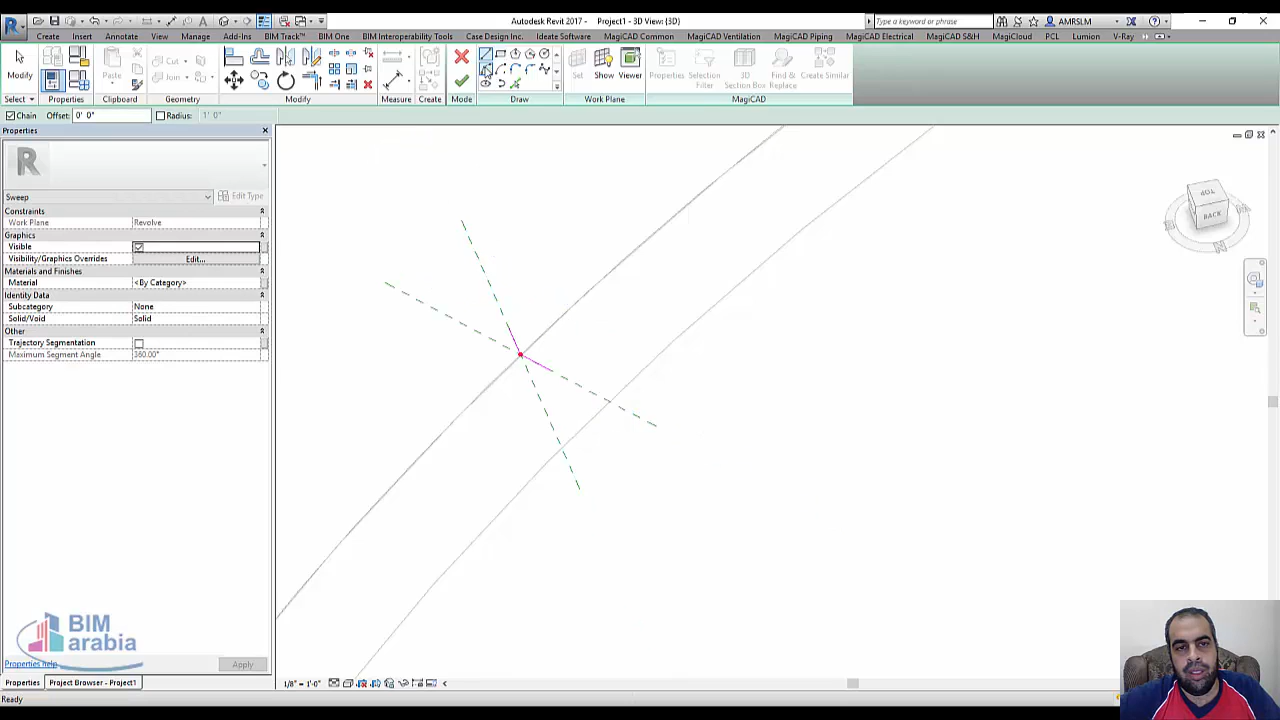 Autodesk Revit 2017 - Project1 - 3D View: {3D}
Type a keyword or phrase
AMRSLM
Create Insert Annotate View Manage Add-Ins BIM Track™ BIM One BIM Interoperability Tools Case Design Inc. Ideate Software MagiCAD Common MagiCAD Ventilation MagiCAD Piping MagiCAD Electrical MagiCAD S&H MagiCloud PCL Lumion V-Ray
Modify
Paste
Cut
Join
Set
Show
Viewer
Properties
Selection Filter
3D Section Box
Find & Replace
Create Similar
Select Properties Clipboard Geometry Modify Measure Create Mode Draw Work Plane MagiCAD
Chain Offset: 0' 0" Radius: 1' 0"
Properties
R
Sweep
Edit Type
Constraints
Work Plane Revolve
Graphics
Visible
Visibility/Graphics Overrides Edit...
Materials and Finishes
Material <By Category>
Identity Data
Subcategory None
Solid/Void Solid
Other
Trajectory Segmentation
Maximum Segment Angle 360.00°
TOP
BACK
BIM
arabia
Properties help
Apply
Properties
Project Browser - Project1
1/8" = 1'-0"
Ready